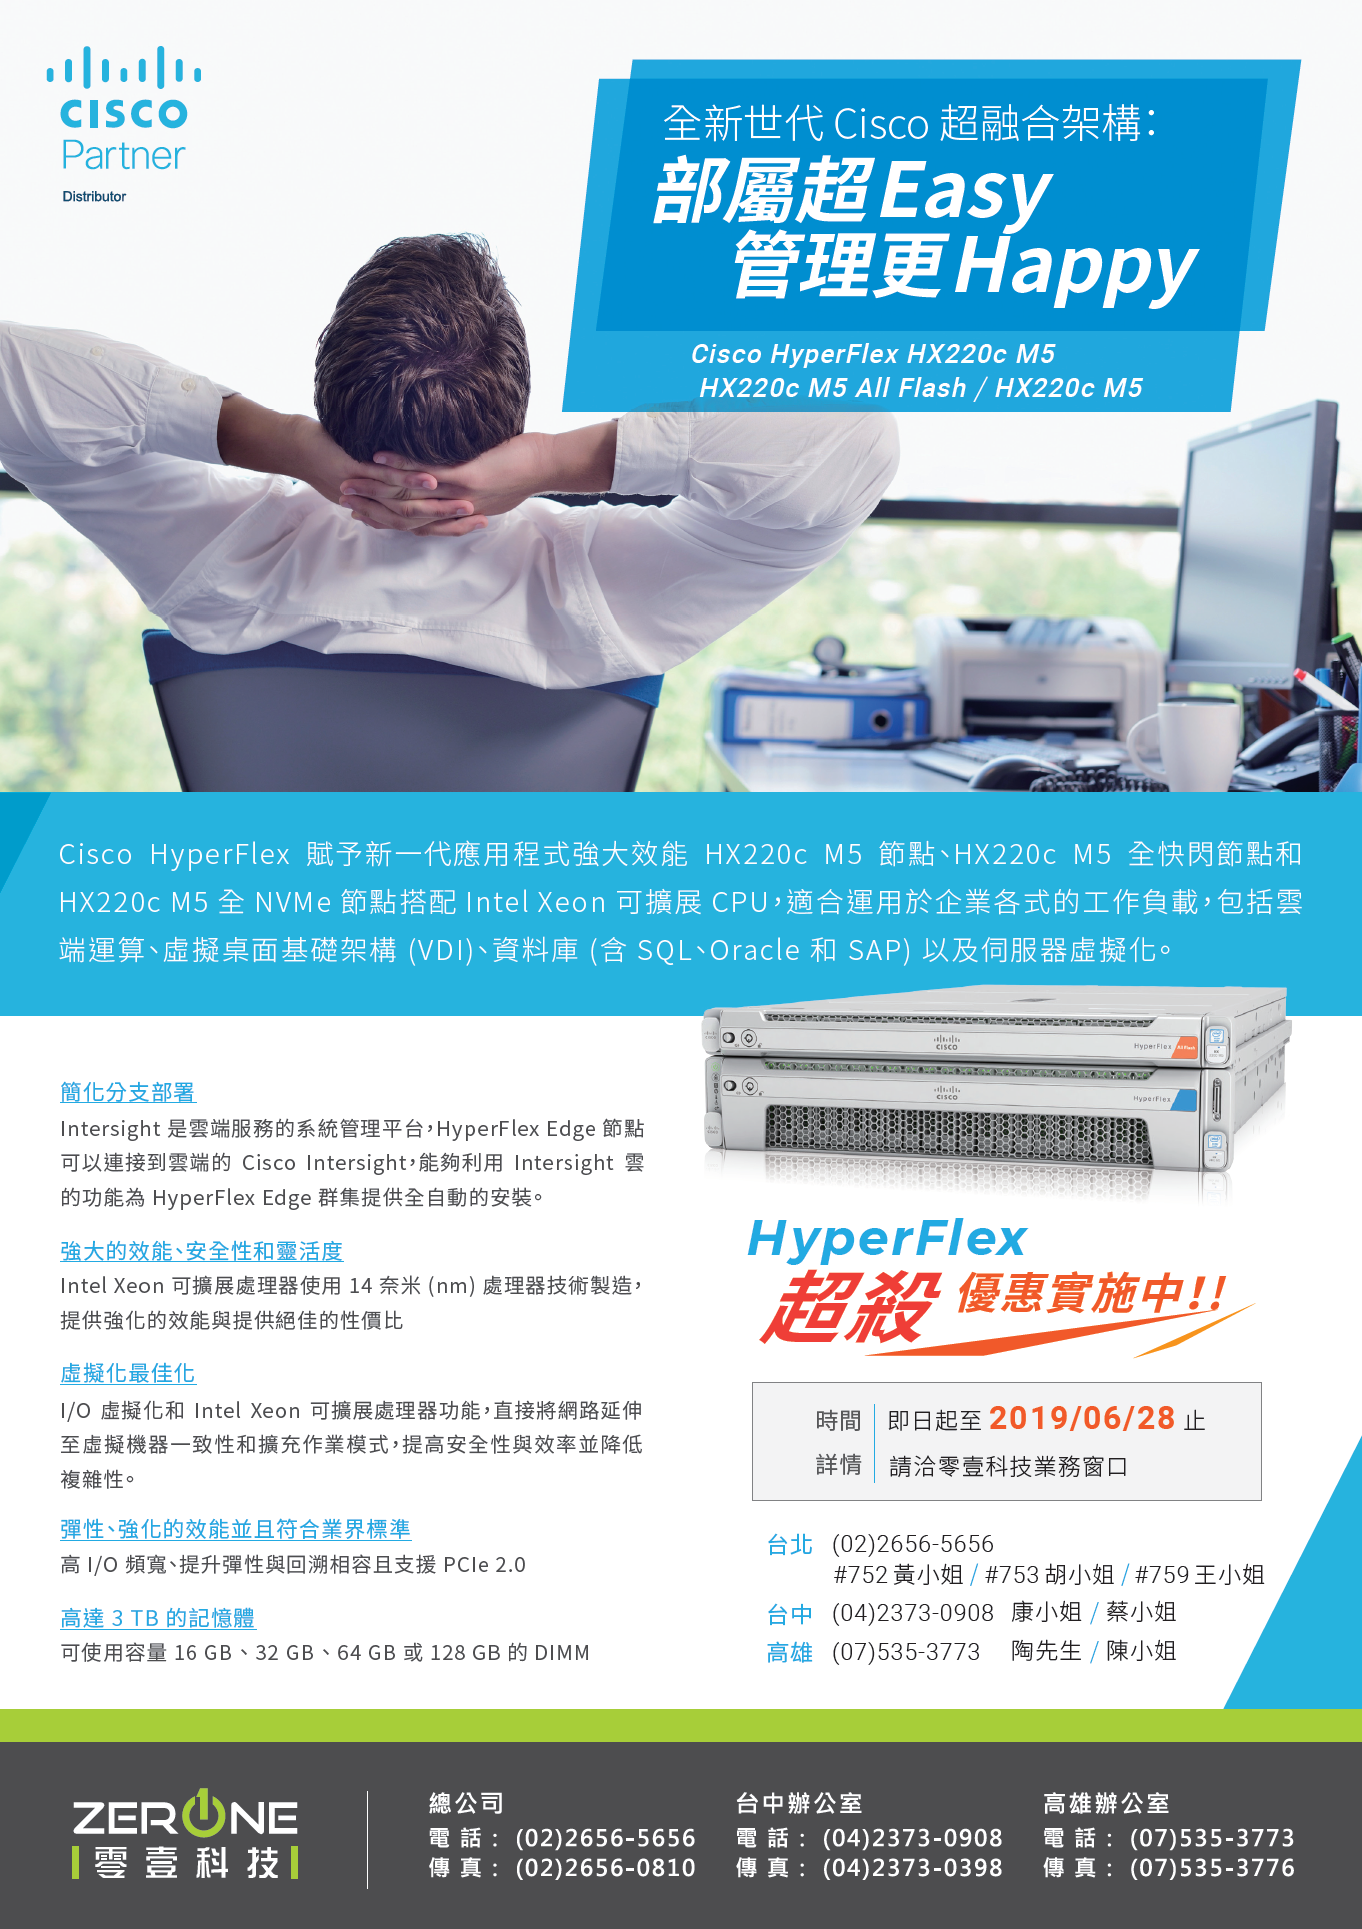 CISCO
Partner
Distributor
全新世代 Cisco 超融合架構：
部屬超Easy
管理更Happy
Cisco HyperFlex HX220c M5
HX220c M5 All Flash / HX220c M5
Cisco HyperFlex 賦予新一代應用程式強大效能 HX220c M5 節點、HX220c M5 全快閃節點和
HX220c M5 全 NVMe 節點搭配 Intel Xeon 可擴展 CPU，適合運用於企業各式的工作負載，包括雲
端運算、虛擬桌面基礎架構 (VDI)、資料庫 (含 SQL、Oracle 和 SAP) 以及伺服器虛擬化。
CISCO
HyperFlex
All Flash
CISCO
HyperFlex
簡化分支部署
Intersight 是雲端服務的系統管理平台，HyperFlex Edge 節點
可以連接到雲端的 Cisco Intersight，能夠利用 Intersight 雲
的功能為 HyperFlex Edge 群集提供全自動的安裝。
強大的效能、安全性和靈活度
Intel Xeon 可擴展處理器使用 14 奈米 (nm) 處理器技術製造，
提供強化的效能與提供絕佳的性價比
虛擬化最佳化
I/O 虛擬化和 Intel Xeon 可擴展處理器功能，直接將網路延伸
至虛擬機器一致性和擴充作業模式，提高安全性與效率並降低
複雜性。
彈性、強化的效能並且符合業界標準
高 I/O 頻寬、提升彈性與回溯相容且支援 PCIe 2.0
高達 3 TB 的記憶體
可使用容量 16 GB、32 GB、64 GB 或 128 GB 的 DIMM
HyperFlex
超殺 優惠實施中!!
時間 即日起至 2019/06/28 止
詳情 請洽零壹科技業務窗口
台北 (02)2656-5656
#752 黃小姐 / #753 胡小姐 / #759 王小姐
台中 (04)2373-0908 康小姐 / 蔡小姐
高雄 (07)535-3773 陶先生 / 陳小姐
ZERONE
零壹科技
總公司
電話：(02)2656-5656
傳真：(02)2656-0810
台中辦公室
電話：(04)2373-0908
傳真：(04)2373-0398
高雄辦公室
電話：(07)535-3773
傳真：(07)535-3776